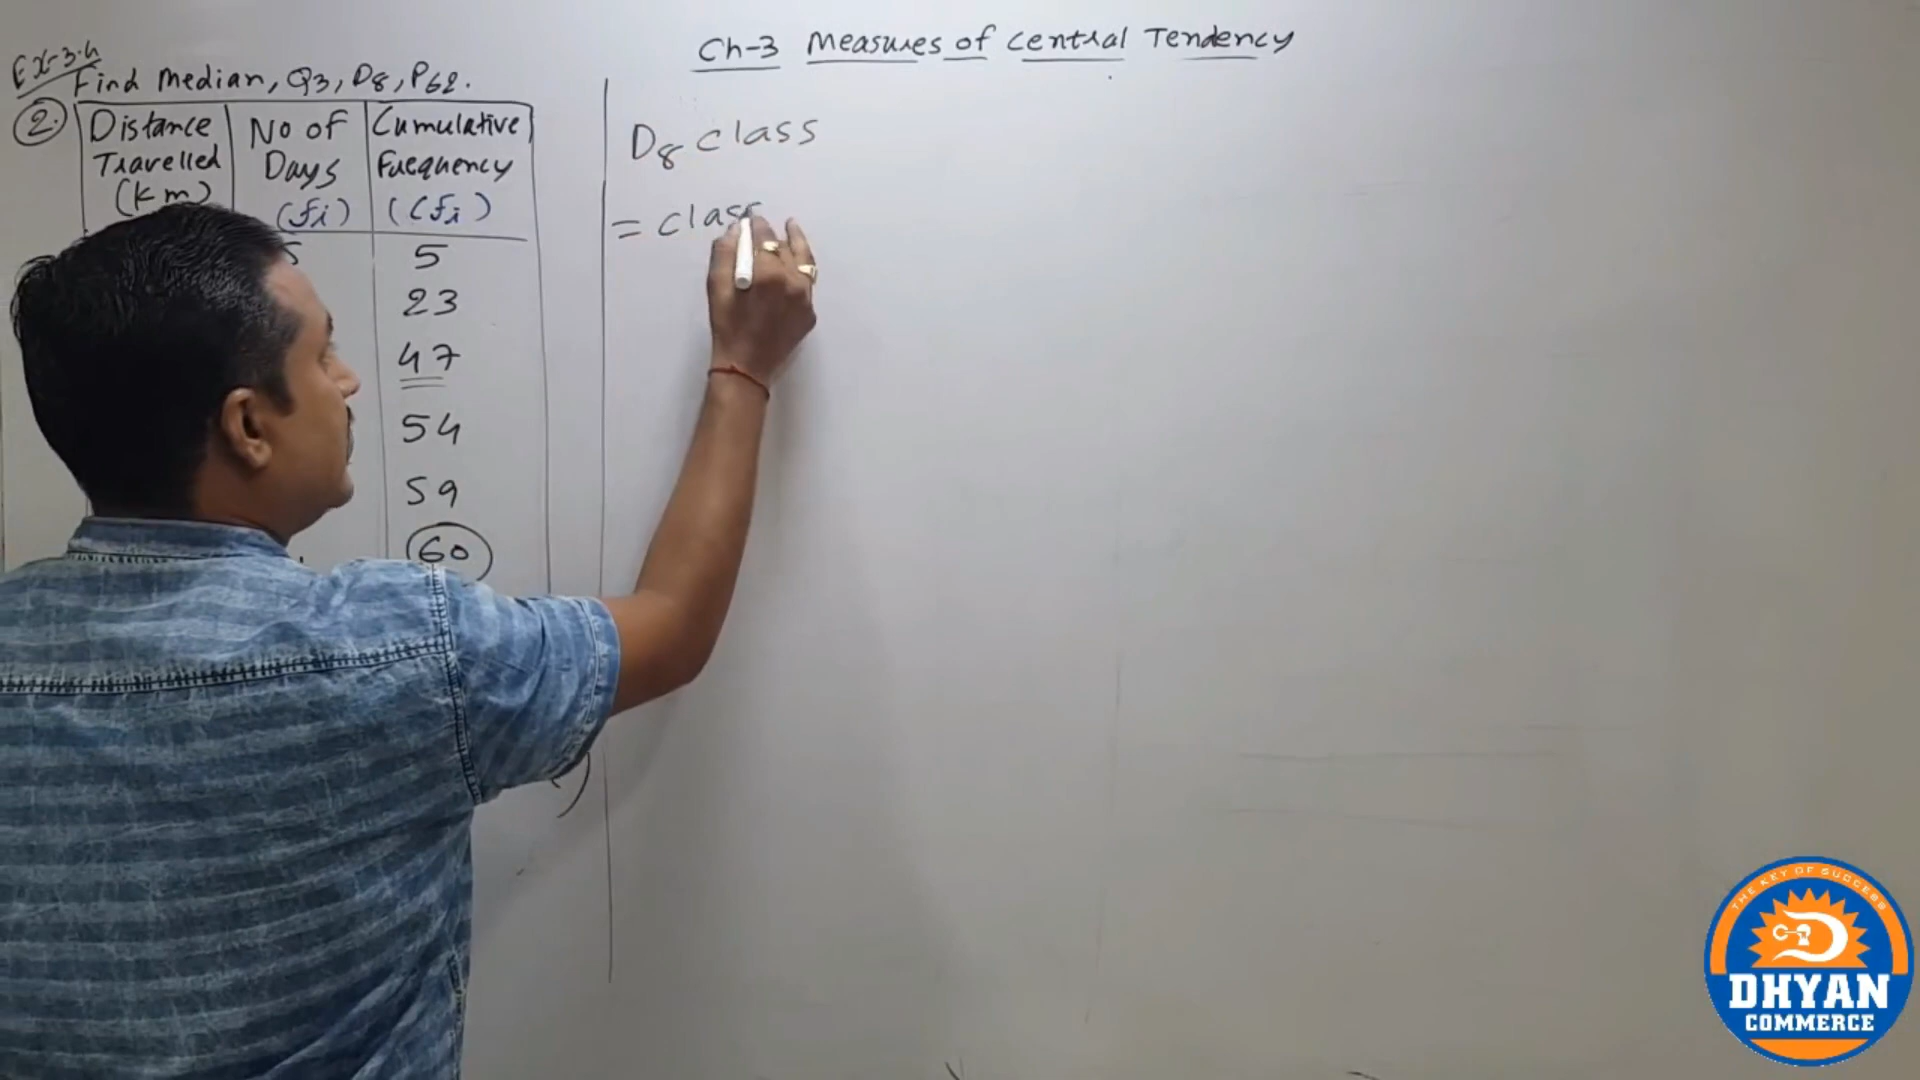 Ch-3 Measures of central Tendency
Ex-3.4
Find Median, Q3, D8, P62.
2.
Distance Travelled (km)
No of Days (fi)
Cumulative Frequency (cfi)
5 5
23
47
54
59
60
D8 class
= class
THE KEY OF SUCCESS
D
DHYAN
COMMERCE